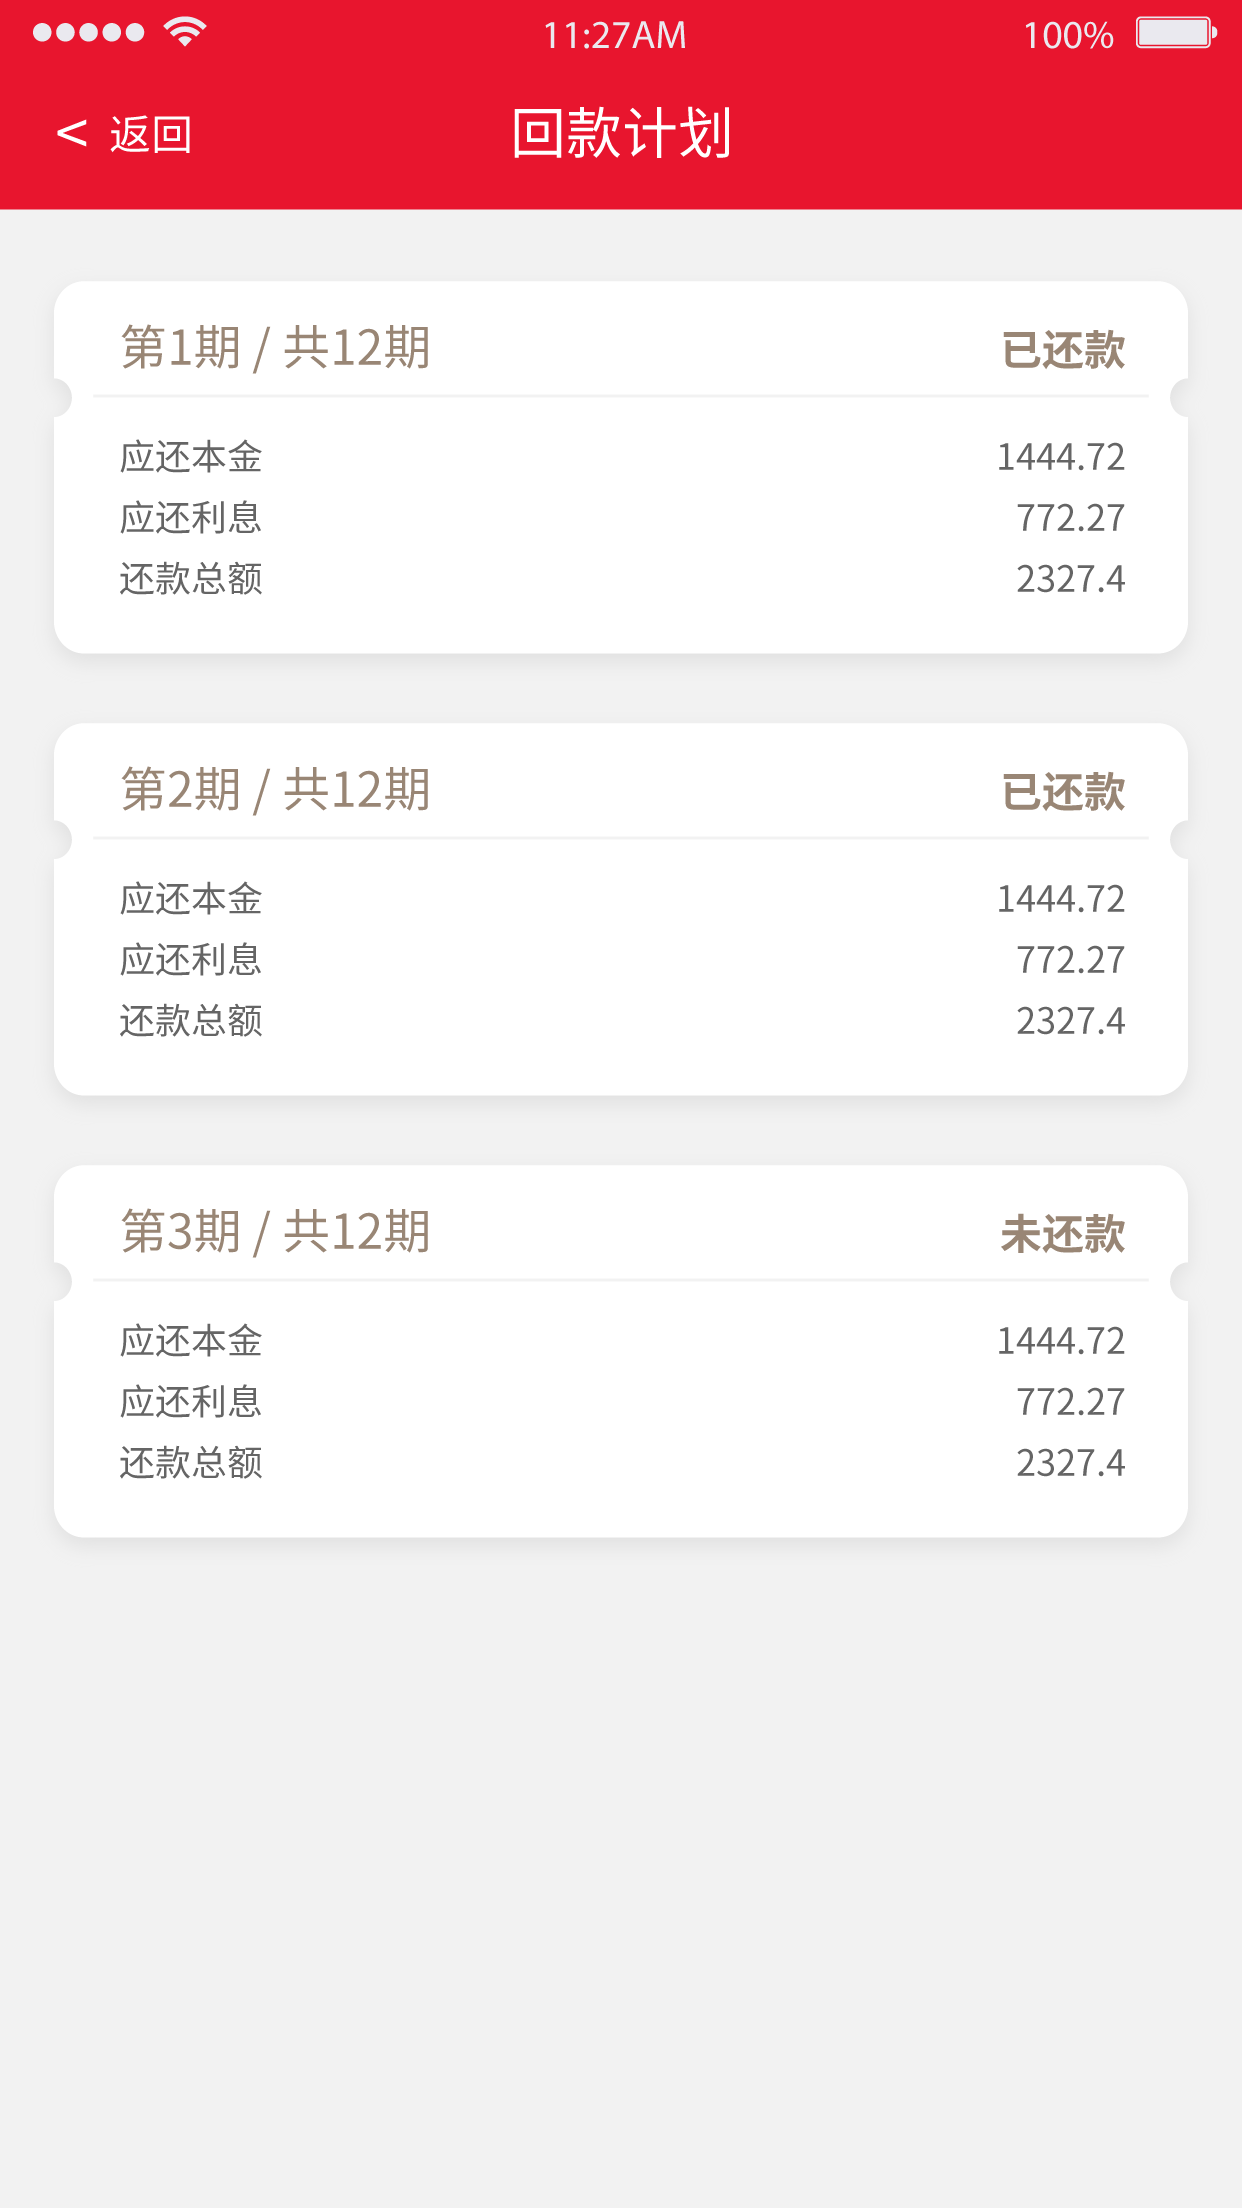 11:27AM 100%
< 返回 回款计划
第1期 / 共12期 已还款
应还本金 1444.72
应还利息 772.27
还款总额 2327.4
第2期 / 共12期 已还款
应还本金 1444.72
应还利息 772.27
还款总额 2327.4
第3期 / 共12期 未还款
应还本金 1444.72
应还利息 772.27
还款总额 2327.4